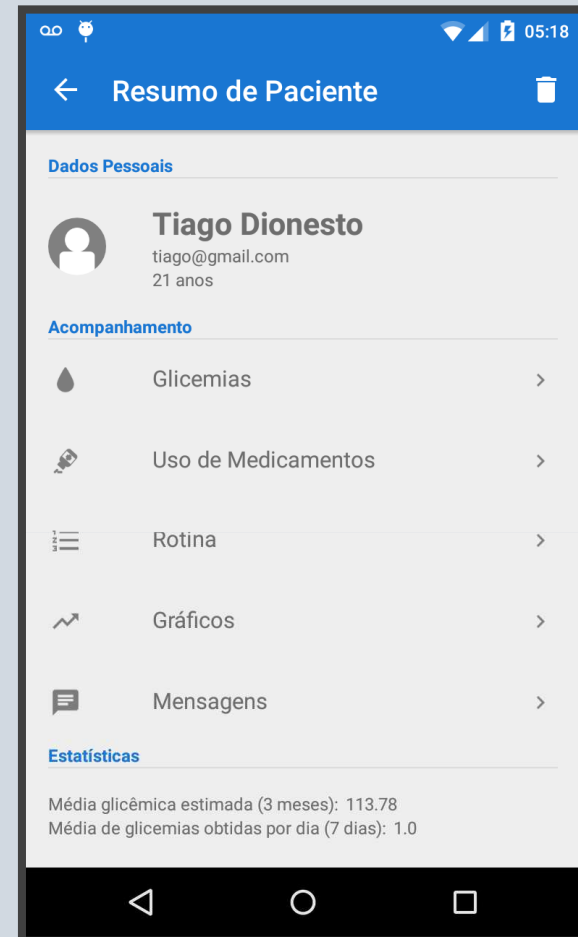 05:18
Resumo de Paciente
Dados Pessoais
Tiago Dionesto
tiago@gmail.com
21 anos
Acompanhamento
Glicemias
Uso de Medicamentos
Rotina
Gráficos
Mensagens
Estatísticas
Média glicêmica estimada (3 meses): 113.78
Média de glicemias obtidas por dia (7 dias): 1.0